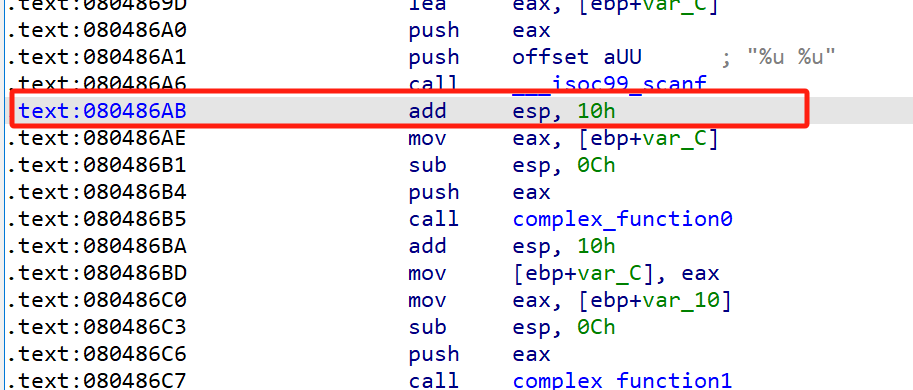 .text:0804869D lea eax, [ebp+var_C]
.text:080486A0 push eax
.text:080486A1 push offset aUU ; "%u %u"
.text:080486A6 call ___isoc99_scanf
.text:080486AB add esp, 10h
.text:080486AE mov eax, [ebp+var_C]
.text:080486B1 sub esp, 0Ch
.text:080486B4 push eax
.text:080486B5 call complex_function0
.text:080486BA add esp, 10h
.text:080486BD mov [ebp+var_C], eax
.text:080486C0 mov eax, [ebp+var_10]
.text:080486C3 sub esp, 0Ch
.text:080486C6 push eax
.text:080486C7 call complex_function1